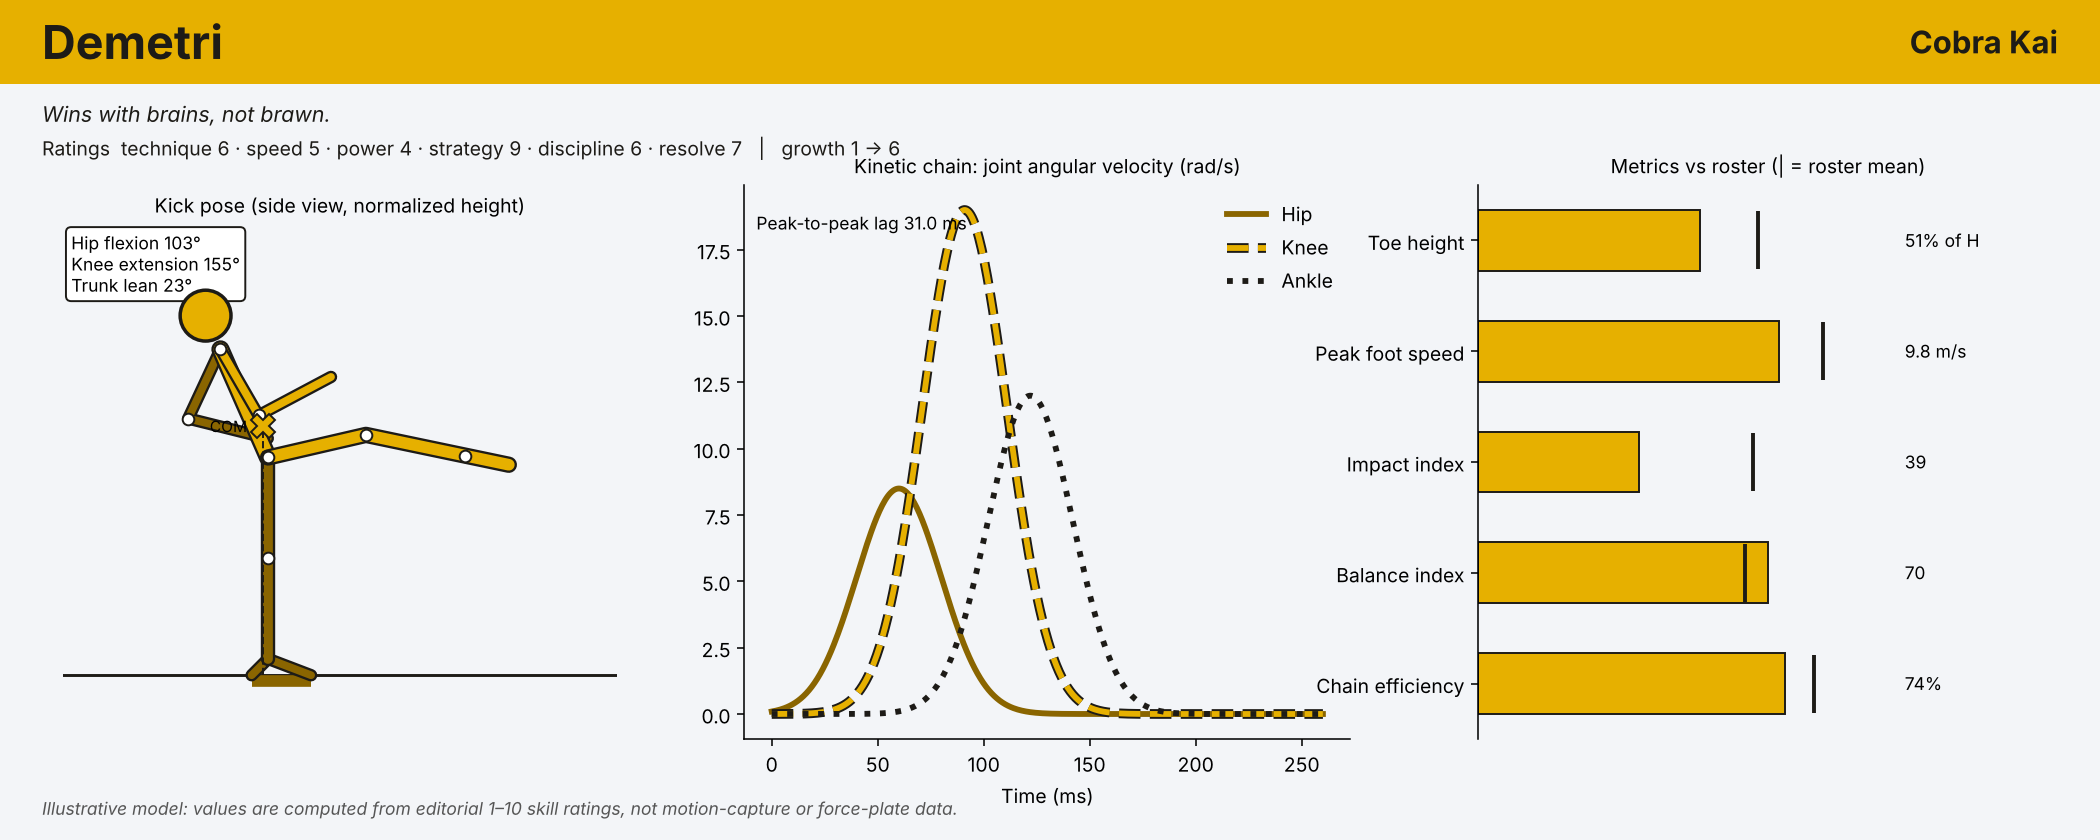 Demetri
Cobra Kai
Wins with brains, not brawn.
Ratings  technique 6 · speed 5 · power 4 · strategy 9 · discipline 6 · resolve 7  |  growth 1 → 6
Kick pose (side view, normalized height)
Hip flexion 103°
Knee extension 155°
Trunk lean 23°
COM
Kinetic chain: joint angular velocity (rad/s)
Peak-to-peak lag 31.0 ms
Hip
Knee
Ankle
17.5
15.0
12.5
10.0
7.5
5.0
2.5
0.0
0 50 100 150 200 250
Time (ms)
Metrics vs roster (| = roster mean)
Toe height 51% of H
Peak foot speed 9.8 m/s
Impact index 39
Balance index 70
Chain efficiency 74%
Illustrative model: values are computed from editorial 1–10 skill ratings, not motion-capture or force-plate data.